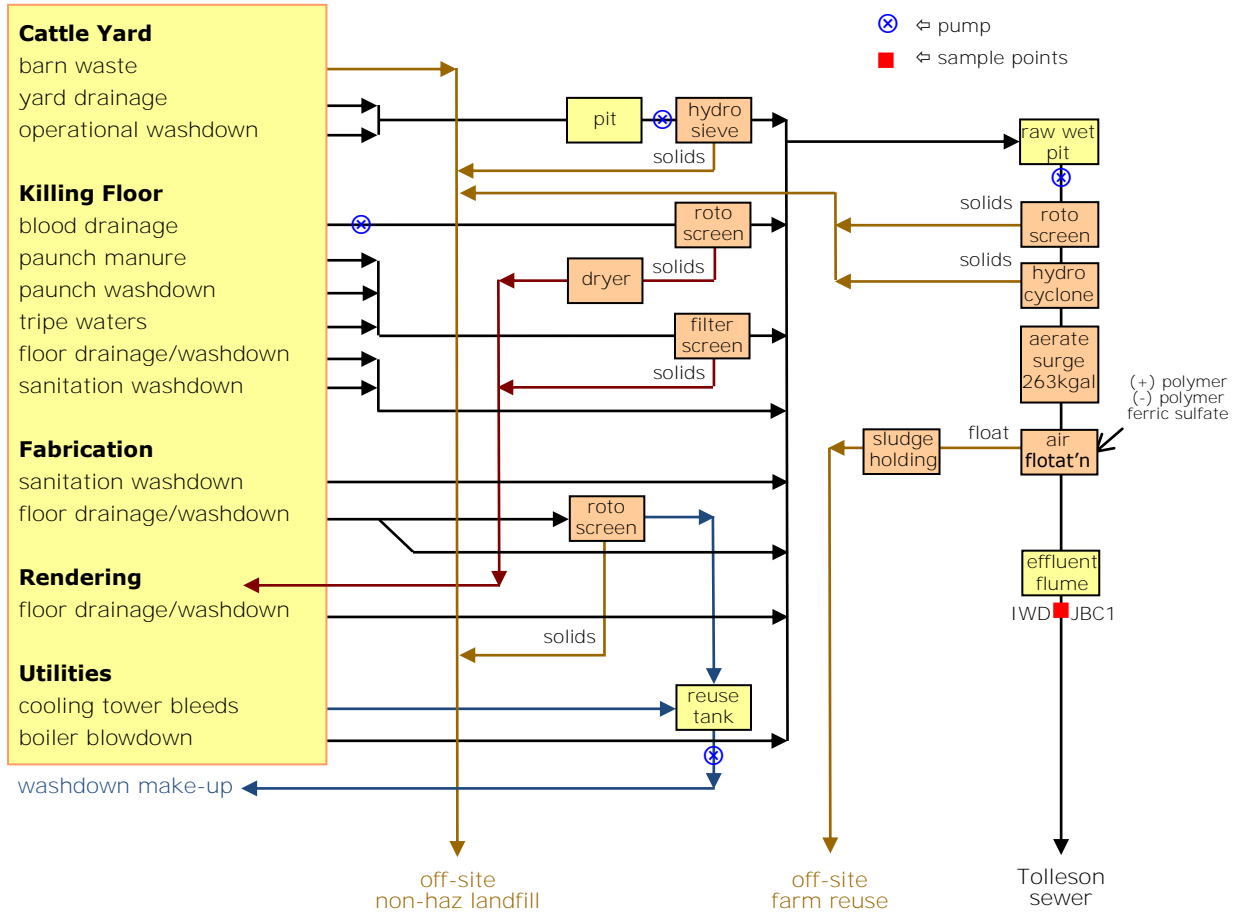 Cattle Yard
barn waste
yard drainage
operational washdown
Killing Floor
blood drainage
paunch manure
paunch washdown
tripe waters
floor drainage/washdown
sanitation washdown
Fabrication
sanitation washdown
floor drainage/washdown
Rendering
floor drainage/washdown
Utilities
cooling tower bleeds
boiler blowdown
washdown make-up
⇦ pump
⇦ sample points
pit
hydro
sieve
solids
roto
screen
solids
dryer
filter
screen
solids
roto
screen
solids
reuse
tank
raw wet
pit
solids
roto
screen
solids
hydro
cyclone
aerate
surge
263kgal
(+) polymer
(-) polymer
ferric sulfate
air
flotat'n
float
sludge
holding
effluent
flume
IWD
JBC1
off-site
non-haz landfill
off-site
farm reuse
Tolleson
sewer